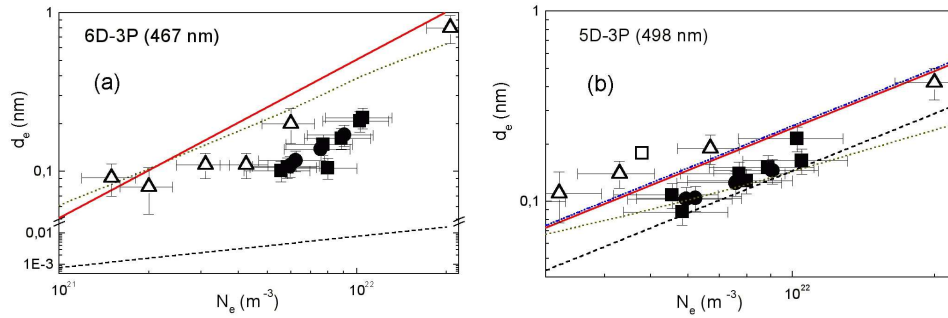 6D-3P (467 nm)
(a)
d_e (nm)
1
0,1
0,01
1E-3
10^21
10^22
N_e (m^-3)
5D-3P (498 nm)
(b)
d_e (nm)
1
0,1
10^22
N_e (m^-3)